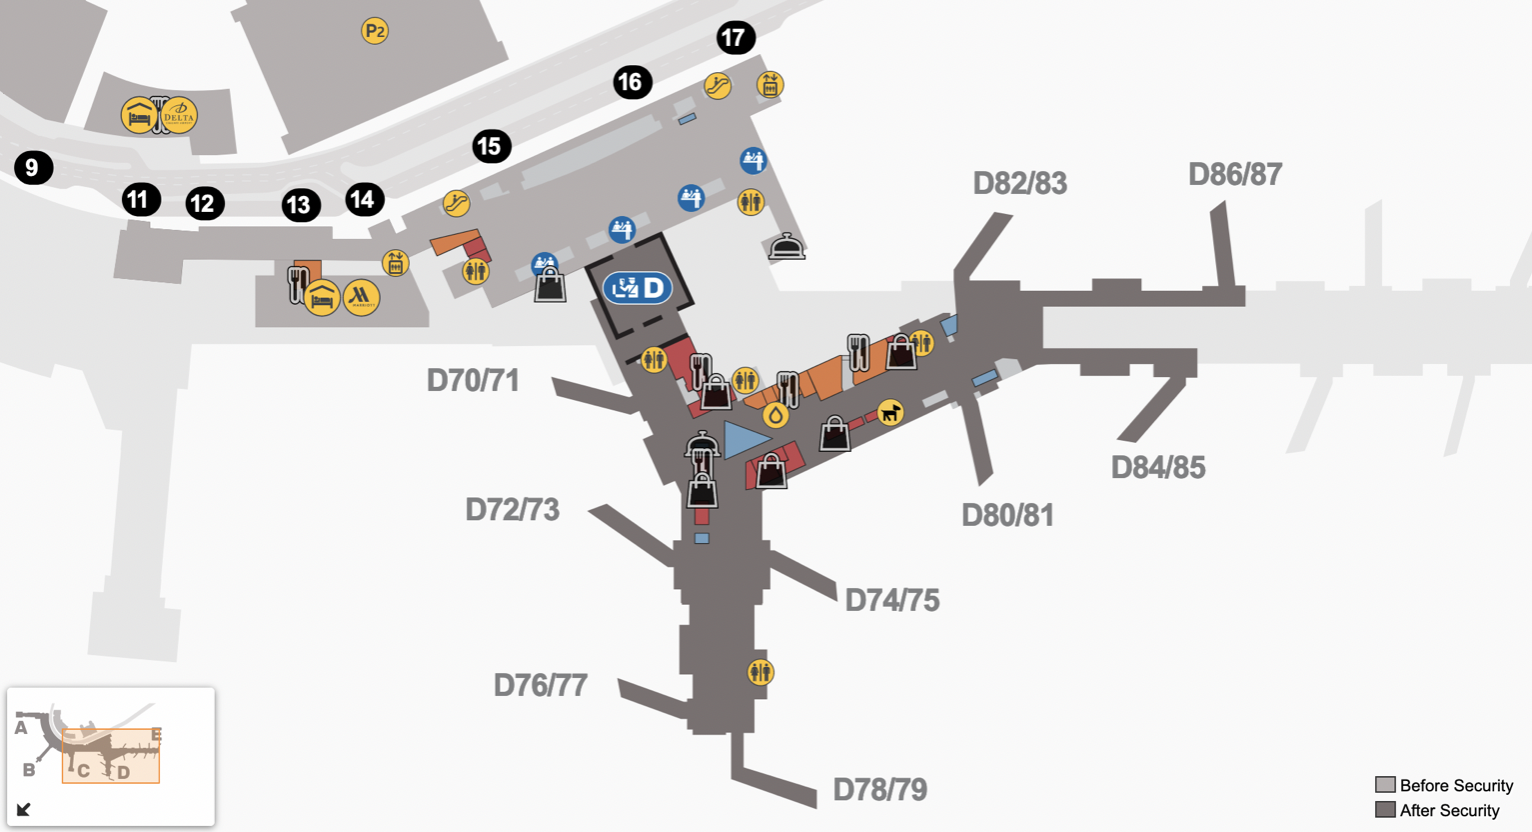 P2
17
16
DELTA
15
9
11
12
13
14
D82/83
D86/87
D
D70/71
D84/85
D72/73
D80/81
D74/75
D76/77
A
E
B
C
D
D78/79
Before Security
After Security